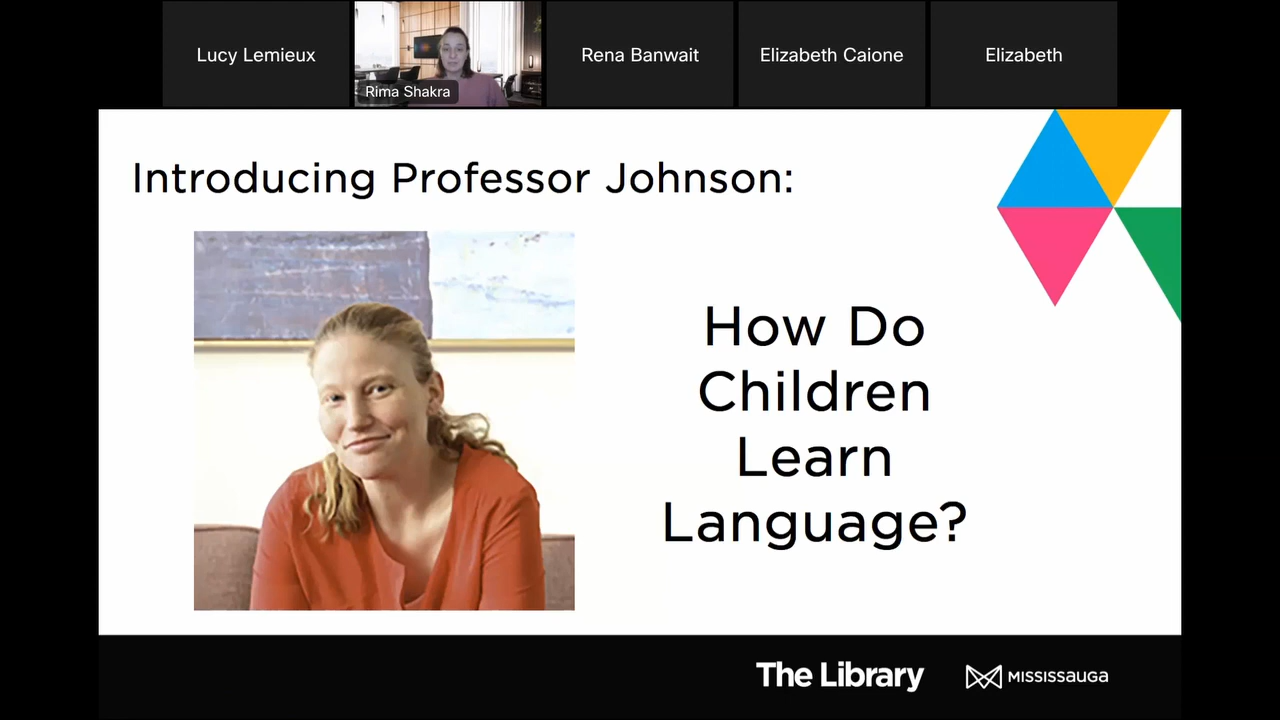 Lucy Lemieux
Rima Shakra
Rena Banwait
Elizabeth Caione
Elizabeth
Introducing Professor Johnson:
How Do
Children
Learn
Language?
The Library
MISSISSAUGA